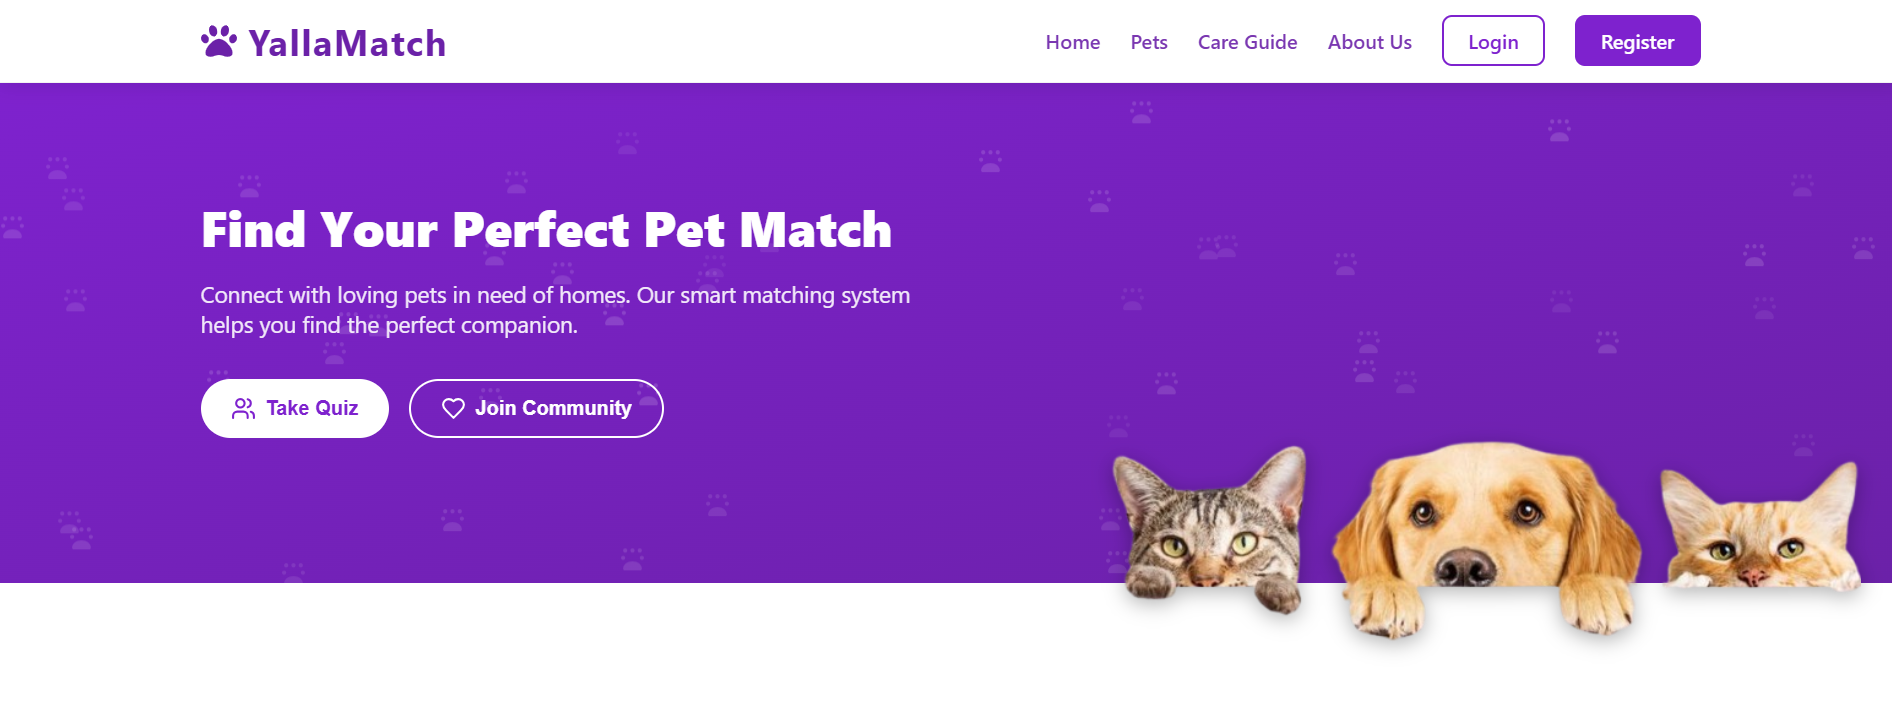 YallaMatch
Home
Pets
Care Guide
About Us
Login
Register
Find Your Perfect Pet Match
Connect with loving pets in need of homes. Our smart matching system
helps you find the perfect companion.
Take Quiz
Join Community